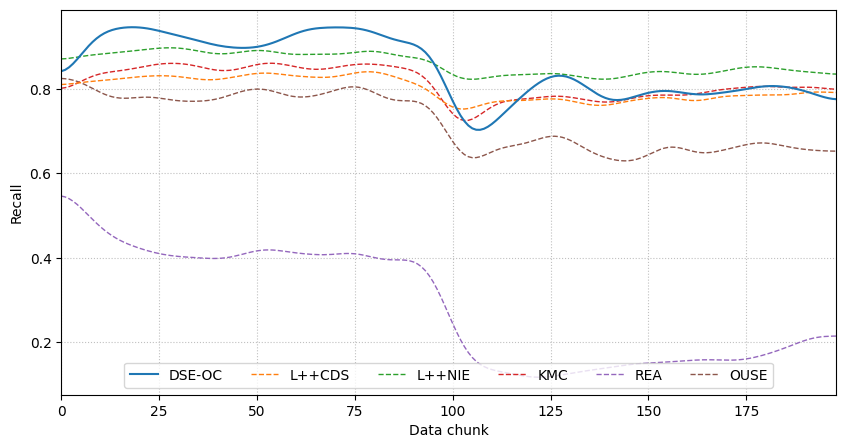 Recall
0.8
0.6
0.4
0.2
DSE-OC L++CDS L++NIE KMC REA OUSE
0 25 50 75 100 125 150 175
Data chunk